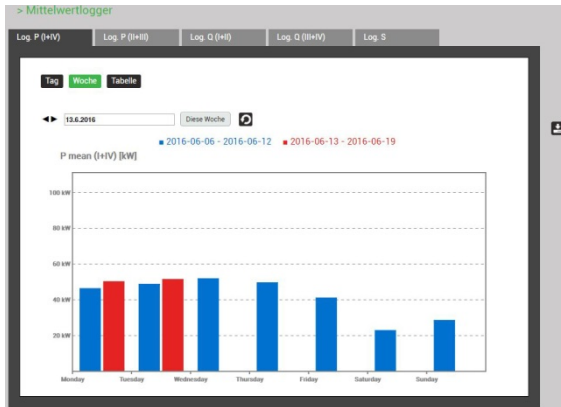 > Mittelwertlogger
Log. P (I+IV) Log. P (II+III) Log. Q (I+II) Log. Q (III+IV) Log. S
Tag Woche Tabelle
13.6.2016 Diese Woche
2016-06-06 - 2016-06-12 2016-06-13 - 2016-06-19
P mean (I+IV) [kW]
100 kW
80 kW
60 kW
40 kW
20 kW
Monday Tuesday Wednesday Thursday Friday Saturday Sunday